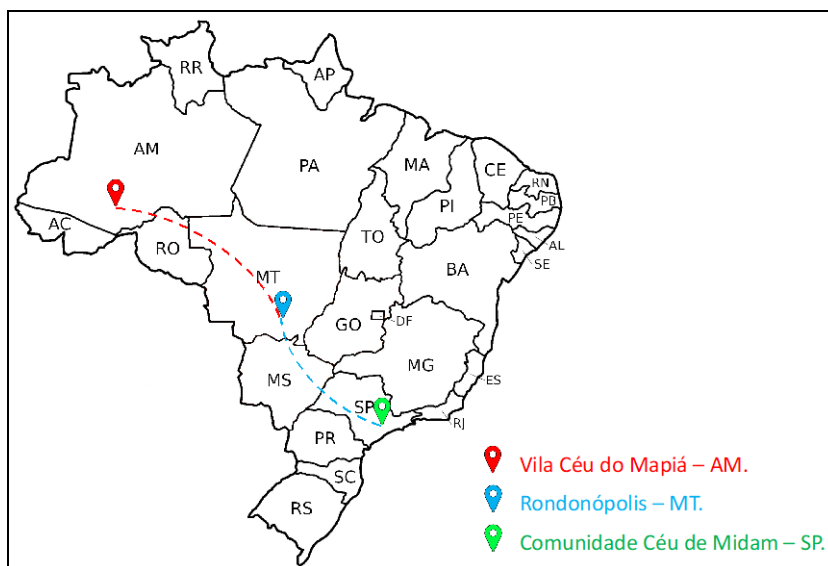 RR
AP
AM
PA
MA
CE
RN
PB
PI
PE
AC
AL
TO
RO
SE
BA
MT
GO
DF
MG
MS
ES
SP
RJ
PR
SC
RS
Vila Céu do Mapiá – AM.
Rondonópolis – MT.
Comunidade Céu de Midam – SP.